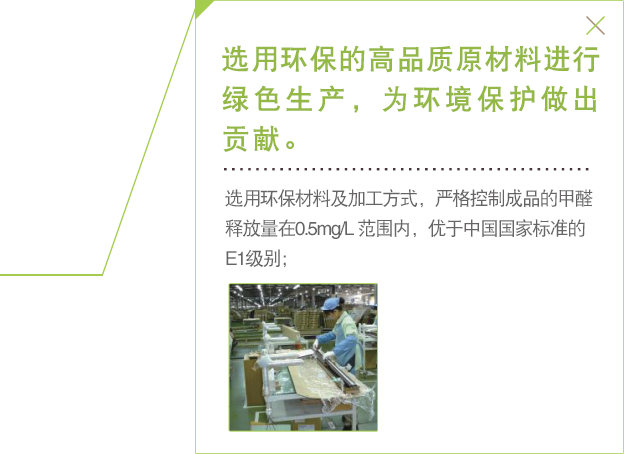 选用环保的高品质原材料进行
绿色生产，为环境保护做出
贡献。
选用环保材料及加工方式，严格控制成品的甲醛
释放量在0.5mg/L 范围内，优于中国国家标准的
E1级别；